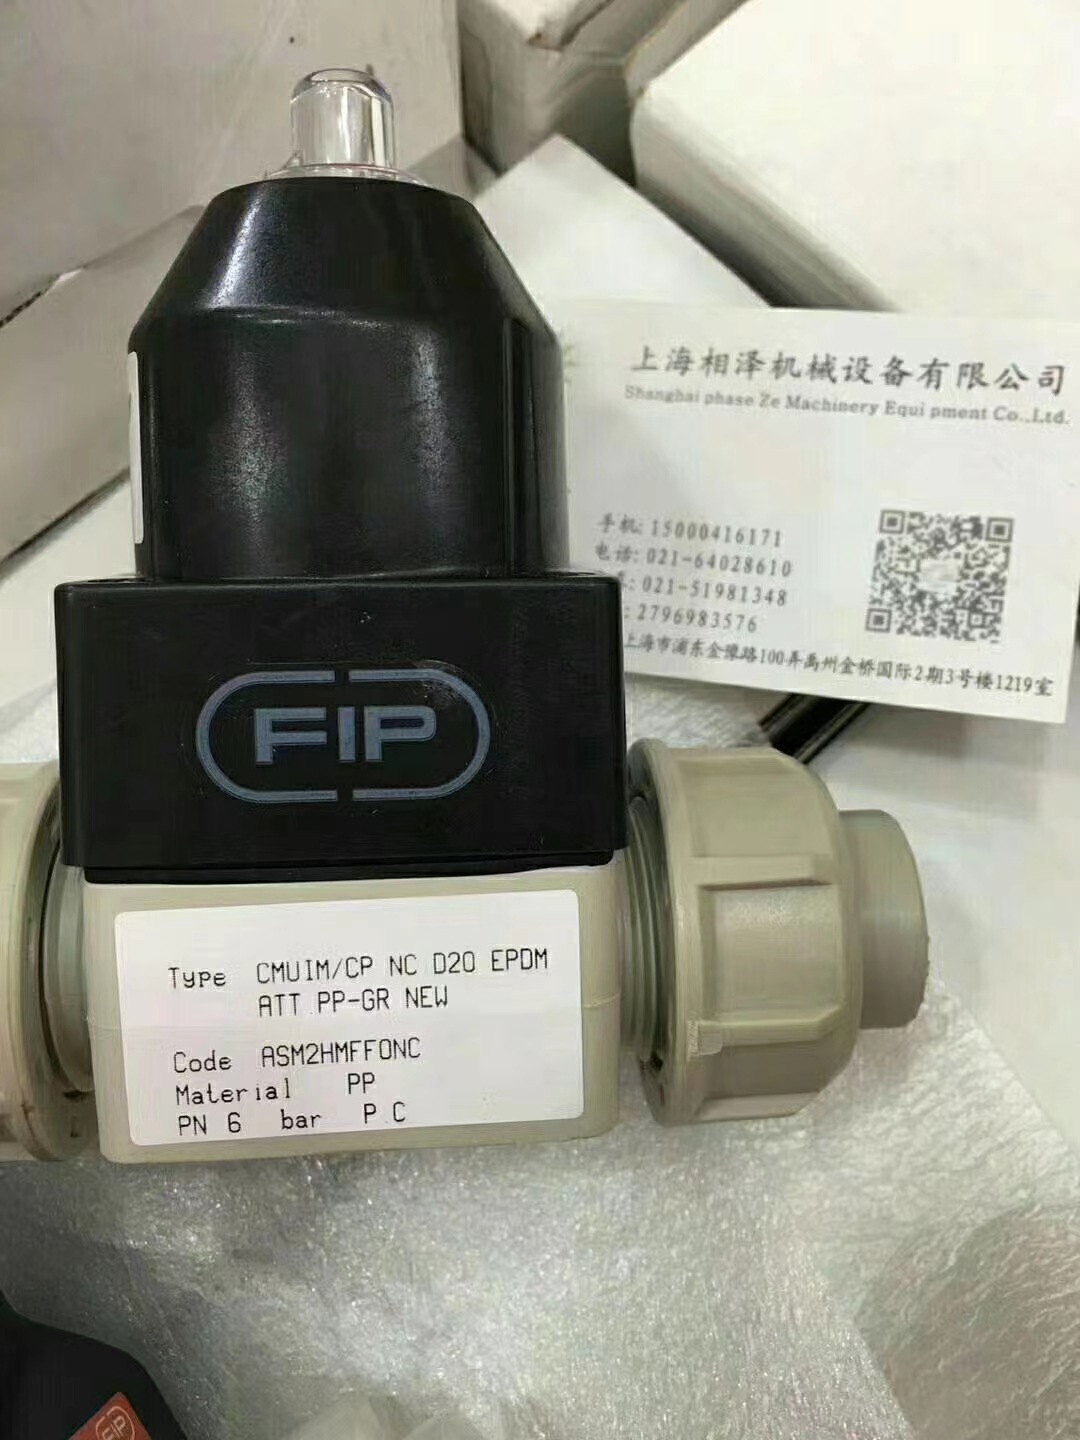 上海相泽机械设备有限公司
Shanghai phase Ze Machinery Equi pment Co.,Ltd.
手机: 15000416171
电话: 021-64028610
: 021-51981348
: 2796983576
上海市浦东金豫路100弄禹州金桥国际2期3号楼1219室
FIP
Type CMUIM/CP NC D20 EPDM
ATT PP-GR NEW
Code ASM2HMFFONC
Material PP
PN 6 bar P.C
FIP